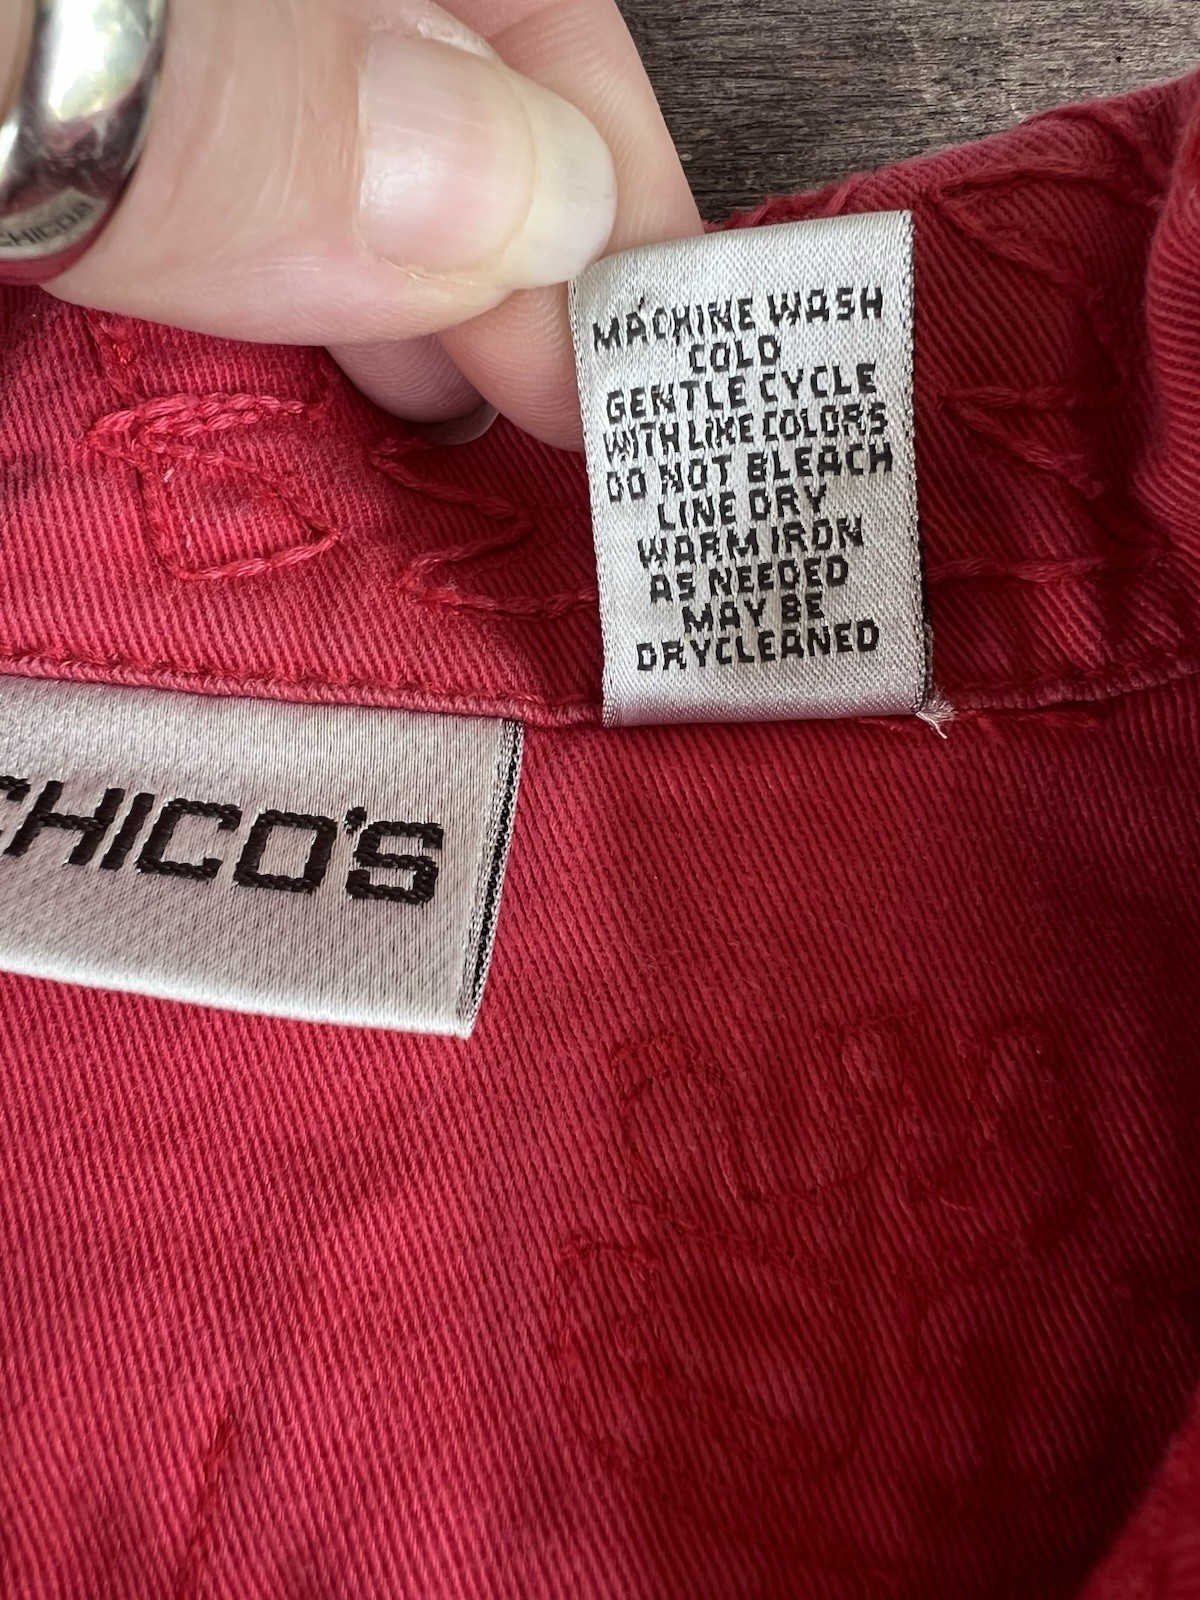 MACHINE WASH
COLD
GENTLE CYCLE
WITH LIKE COLORS
DO NOT BLEACH
LINE DRY
WARM IRON
AS NEEDED
MAY BE
DRYCLEANED
CHICO'S